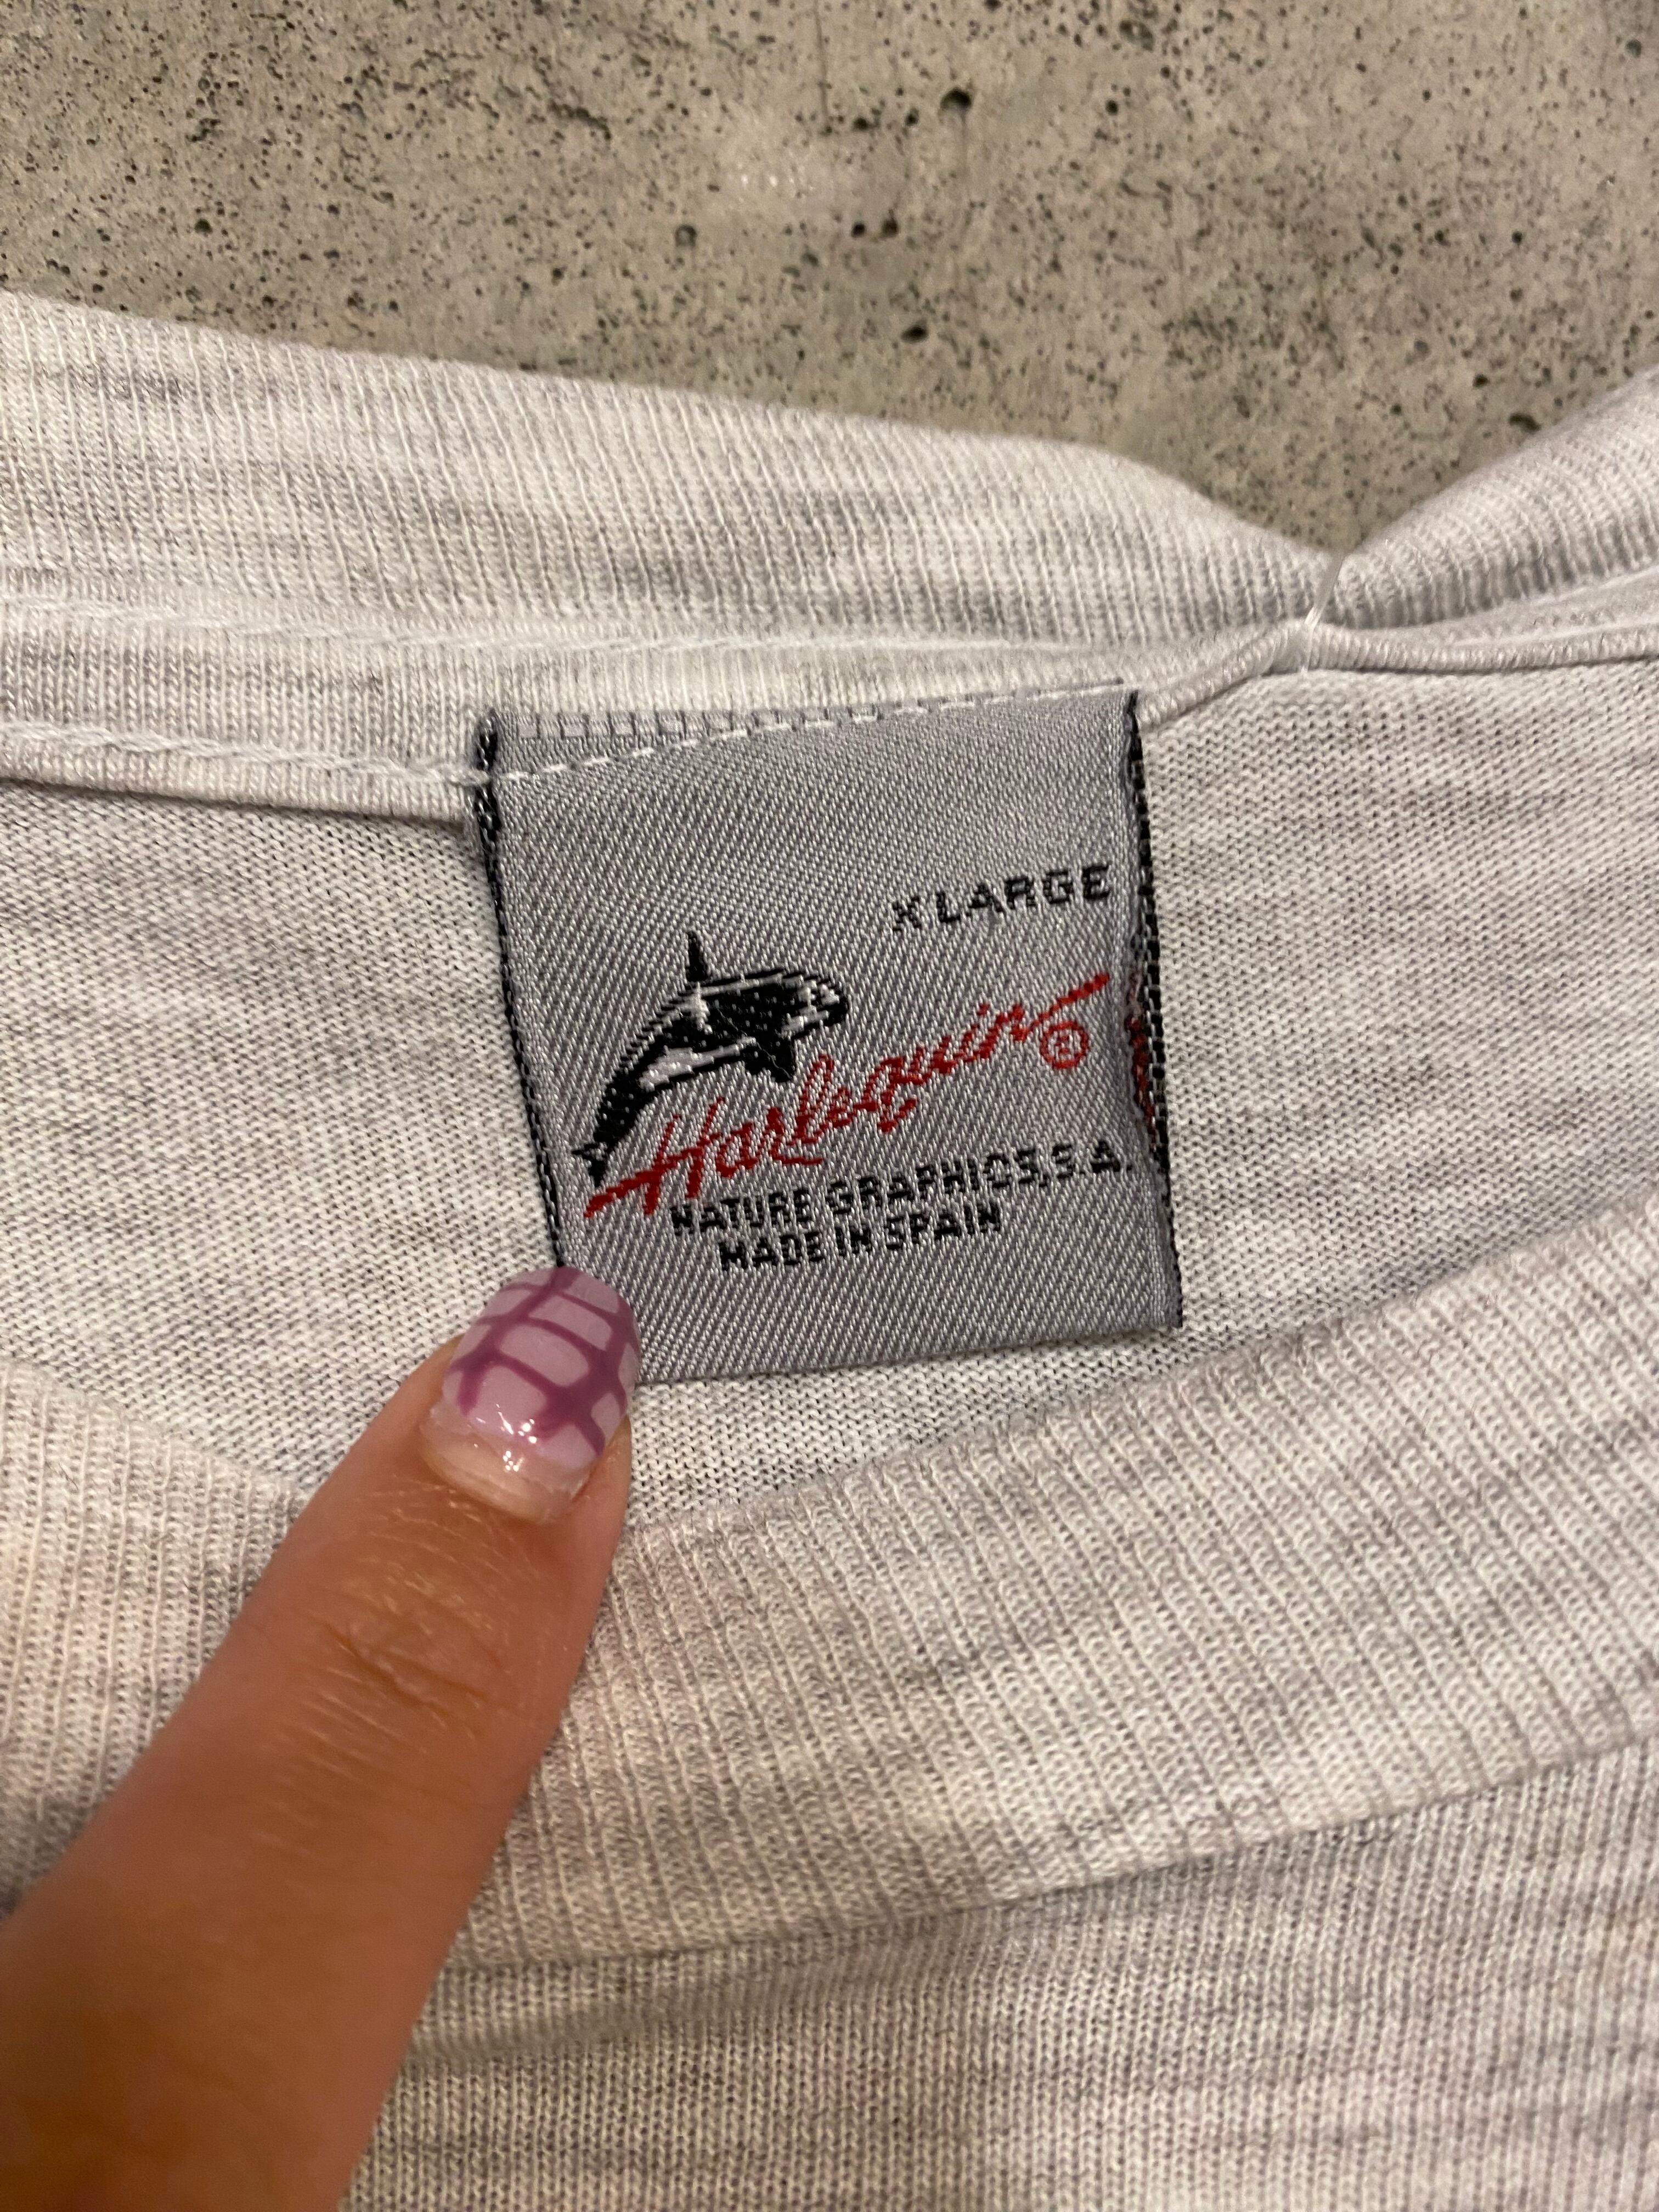 X LARGE
Harlequin ®
NATURE GRAPHICS, S.A.
MADE IN SPAIN